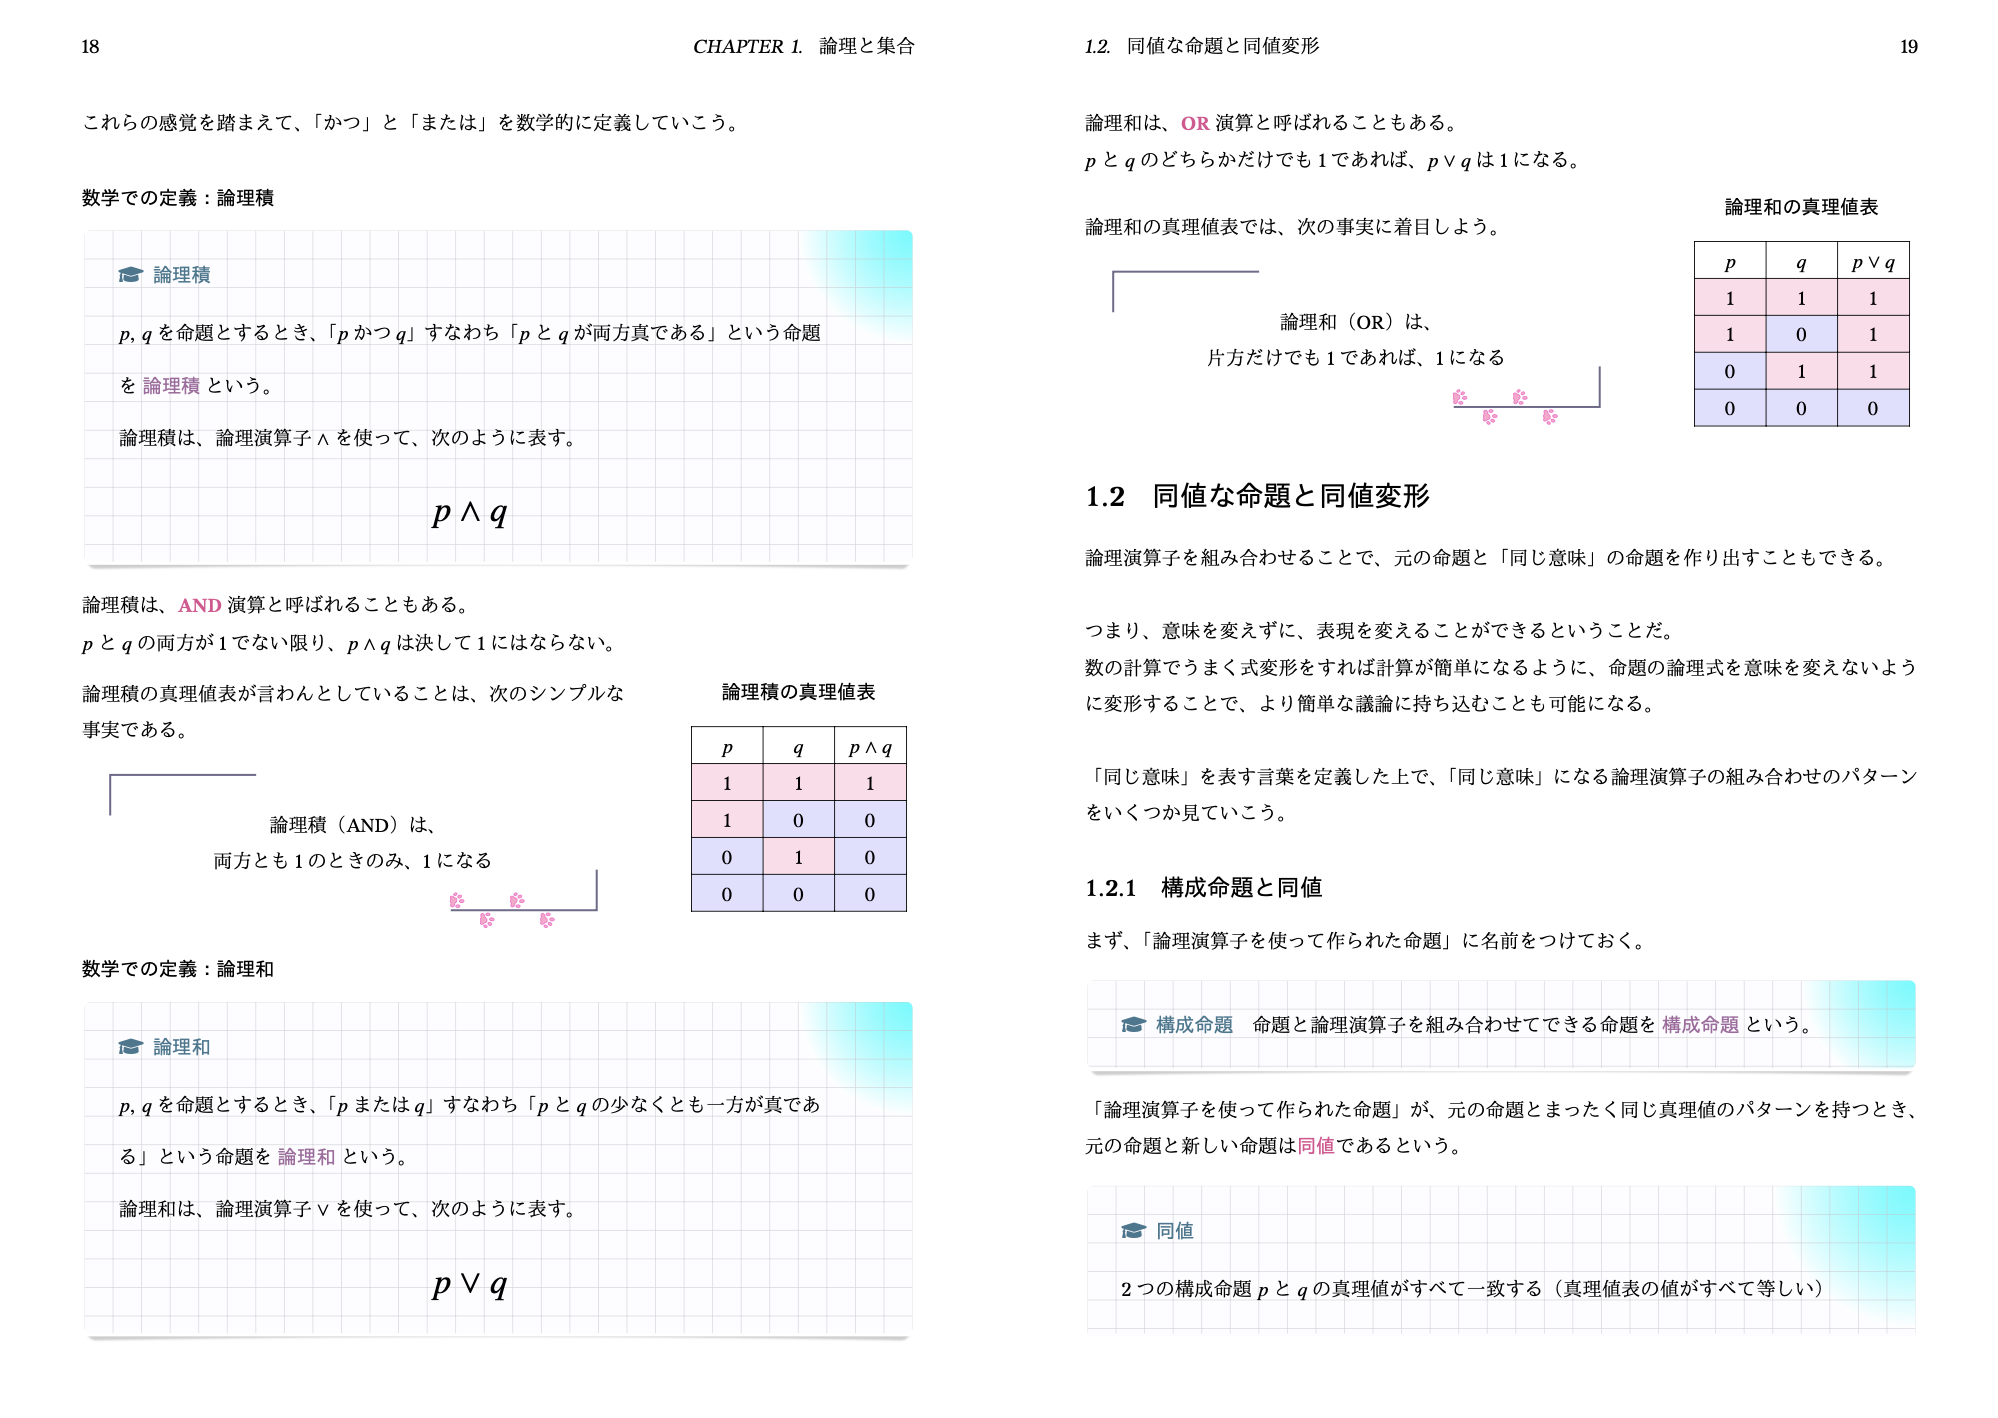 18
CHAPTER 1. 論理と集合
これらの感覚を踏まえて、「かつ」と「または」を数学的に定義していこう。
数学での定義：論理積
論理積
p, q を命題とするとき、「p かつ q」すなわち「p と q が両方真である」という命題
を 論理積 という。
論理積は、論理演算子 ∧ を使って、次のように表す。
p ∧ q
論理積は、AND 演算と呼ばれることもある。
p と q の両方が 1 でない限り、p ∧ q は決して 1 にはならない。
論理積の真理値表が言わんとしていることは、次のシンプルな
事実である。
論理積（AND）は、
両方とも 1 のときのみ、1 になる
論理積の真理値表
p q p ∧ q
1 1 1
1 0 0
0 1 0
0 0 0
数学での定義：論理和
論理和
p, q を命題とするとき、「p または q」すなわち「p と q の少なくとも一方が真であ
る」という命題を 論理和 という。
論理和は、論理演算子 ∨ を使って、次のように表す。
p ∨ q
1.2. 同値な命題と同値変形
19
論理和は、OR 演算と呼ばれることもある。
p と q のどちらかだけでも 1 であれば、p ∨ q は 1 になる。
論理和の真理値表では、次の事実に着目しよう。
論理和（OR）は、
片方だけでも 1 であれば、1 になる
論理和の真理値表
p q p ∨ q
1 1 1
1 0 1
0 1 1
0 0 0
1.2 同値な命題と同値変形
論理演算子を組み合わせることで、元の命題と「同じ意味」の命題を作り出すこともできる。
つまり、意味を変えずに、表現を変えることができるということだ。
数の計算でうまく式変形をすれば計算が簡単になるように、命題の論理式を意味を変えないよう
に変形することで、より簡単な議論に持ち込むことも可能になる。
「同じ意味」を表す言葉を定義した上で、「同じ意味」になる論理演算子の組み合わせのパターン
をいくつか見ていこう。
1.2.1 構成命題と同値
まず、「論理演算子を使って作られた命題」に名前をつけておく。
構成命題 命題と論理演算子を組み合わせてできる命題を 構成命題 という。
「論理演算子を使って作られた命題」が、元の命題とまったく同じ真理値のパターンを持つとき、
元の命題と新しい命題は同値であるという。
同値
2 つの構成命題 p と q の真理値がすべて一致する（真理値表の値がすべて等しい）